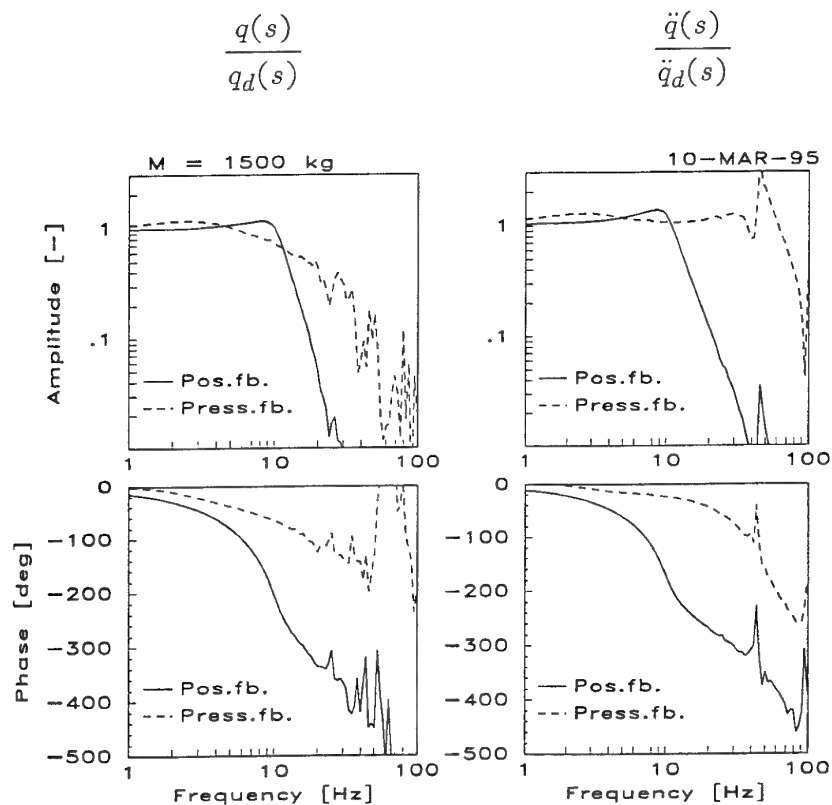 q(s)
q_d(s)
q̈(s)
q̈_d(s)
M = 1500 kg
10-MAR-95
Amplitude [-]
1
.1
Pos.fb.
Press.fb.
1
10
100
1
.1
Pos.fb.
Press.fb.
1
10
100
Phase [deg]
0
-100
-200
-300
-400
-500
Pos.fb.
Press.fb.
1
10
100
Frequency [Hz]
0
-100
-200
-300
-400
-500
Pos.fb.
Press.fb.
1
10
100
Frequency [Hz]